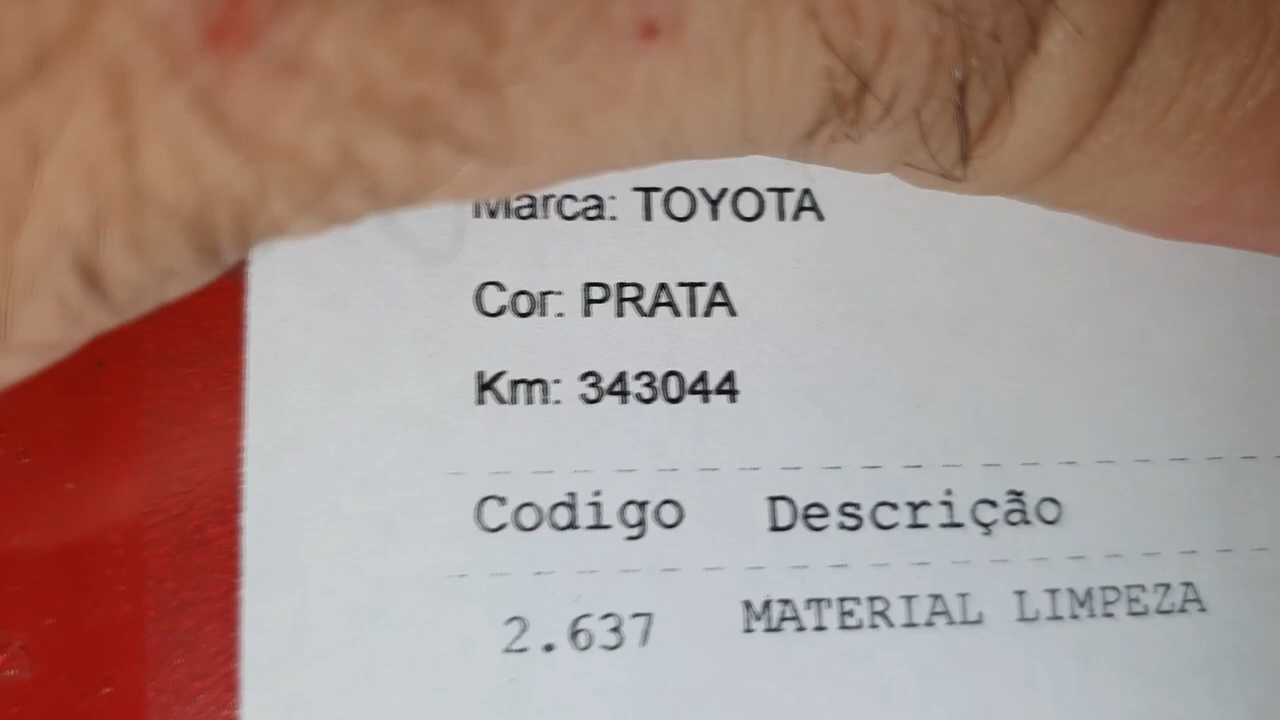 Marca: TOYOTA
Cor: PRATA
Km: 343044
Codigo Descrição
2.637 MATERIAL LIMPEZA